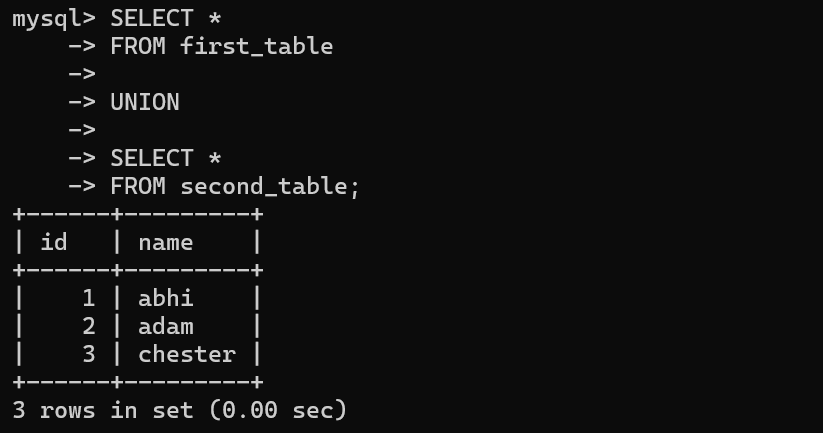 mysql> SELECT *
    -> FROM first_table
    ->
    -> UNION
    ->
    -> SELECT *
    -> FROM second_table;
+------+---------+
| id   | name    |
+------+---------+
|    1 | abhi    |
|    2 | adam    |
|    3 | chester |
+------+---------+
3 rows in set (0.00 sec)